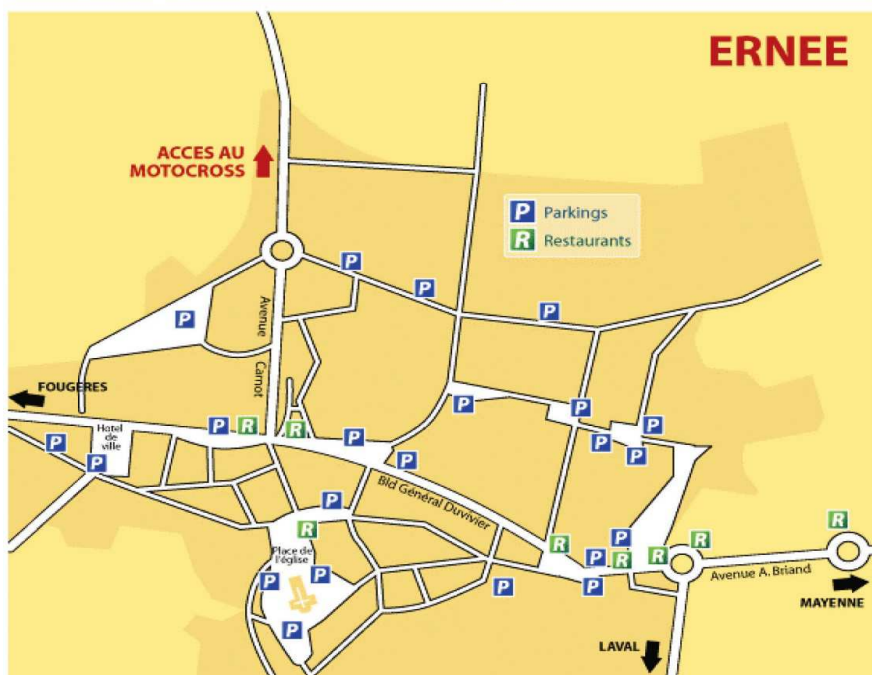 ERNEE
ACCES AU
MOTOCROSS
P Parkings
R Restaurants
P
P
P
P
Avenue
Carnot
FOUGERES
Hotel
de
ville
P
R
R
P
P
P
P
P
P
P
P
P
P
Bld Général Duvivier
P
R
Place de
l'église
P
P
P
R
P
P
R
R
R
P
P
R
Avenue A. Briand
MAYENNE
LAVAL